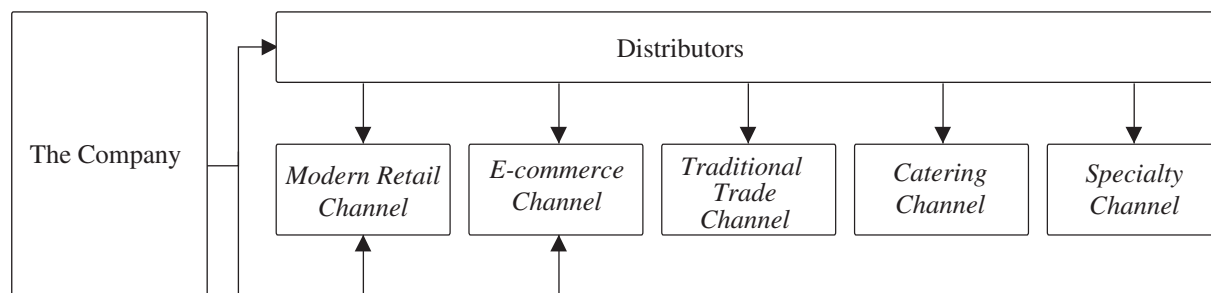 Distributors
The Company
Modern Retail
Channel
E-commerce
Channel
Traditional
Trade
Channel
Catering
Channel
Specialty
Channel